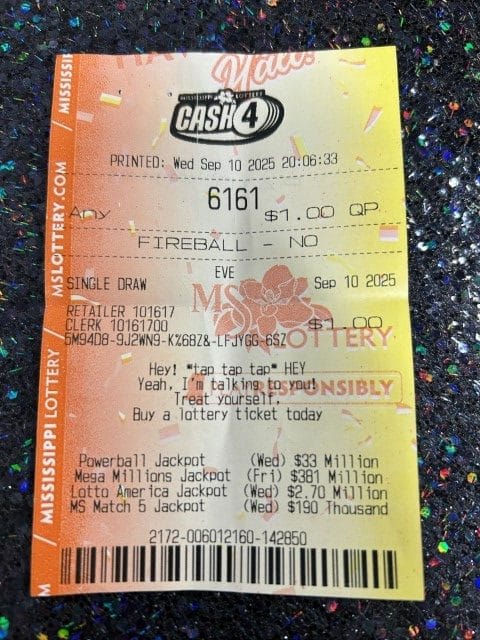 Y'all!
MISSISSIPPI LOTTERY
CASH 4
PRINTED: Wed Sep 10 2025 20:06:33
6161
Any $1.00 QP
FIREBALL - NO
EVE
SINGLE DRAW Sep 10 2025
RETAILER 101617 $1.00
CLERK 10161700
5M94D8-9J2WN9-K%68Z&-LFJYGG-6SZ
MS
LOTTERY
RESPONSIBLY
Hey! *tap tap tap* HEY
Yeah, I'm talking to you!
Treat yourself.
Buy a lottery ticket today
Powerball Jackpot (Wed) $33 Million
Mega Millions Jackpot (Fri) $381 Million
Lotto America Jackpot (Wed) $2.70 Million
MS Match 5 Jackpot (Wed) $190 Thousand
2172-006012160-142850
M / MISSISSIPPI LOTTERY / MSLOTTERY.COM / MISSISSIP